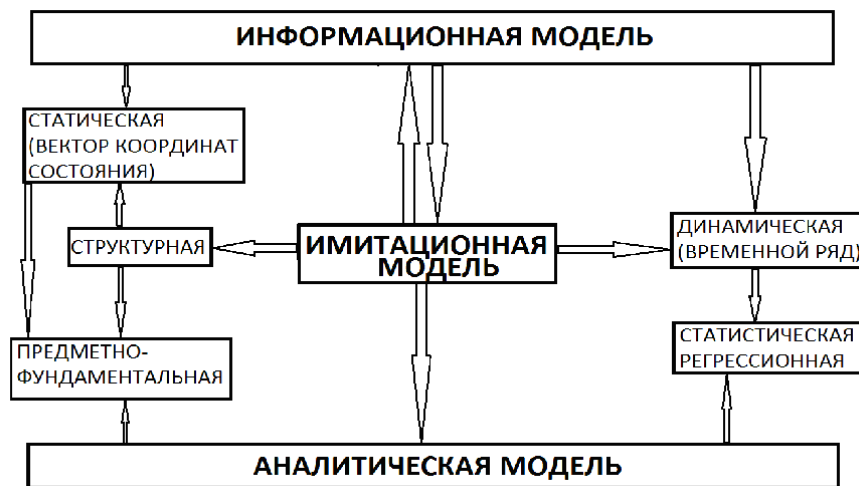 ИНФОРМАЦИОННАЯ МОДЕЛЬ
СТАТИЧЕСКАЯ
(ВЕКТОР КООРДИНАТ
СОСТОЯНИЯ)
СТРУКТУРНАЯ
ИМИТАЦИОННАЯ
МОДЕЛЬ
ДИНАМИЧЕСКАЯ
(ВРЕМЕННОЙ РЯД)
ПРЕДМЕТНО-
ФУНДАМЕНТАЛЬНАЯ
СТАТИСТИЧЕСКАЯ
РЕГРЕССИОННАЯ
АНАЛИТИЧЕСКАЯ МОДЕЛЬ